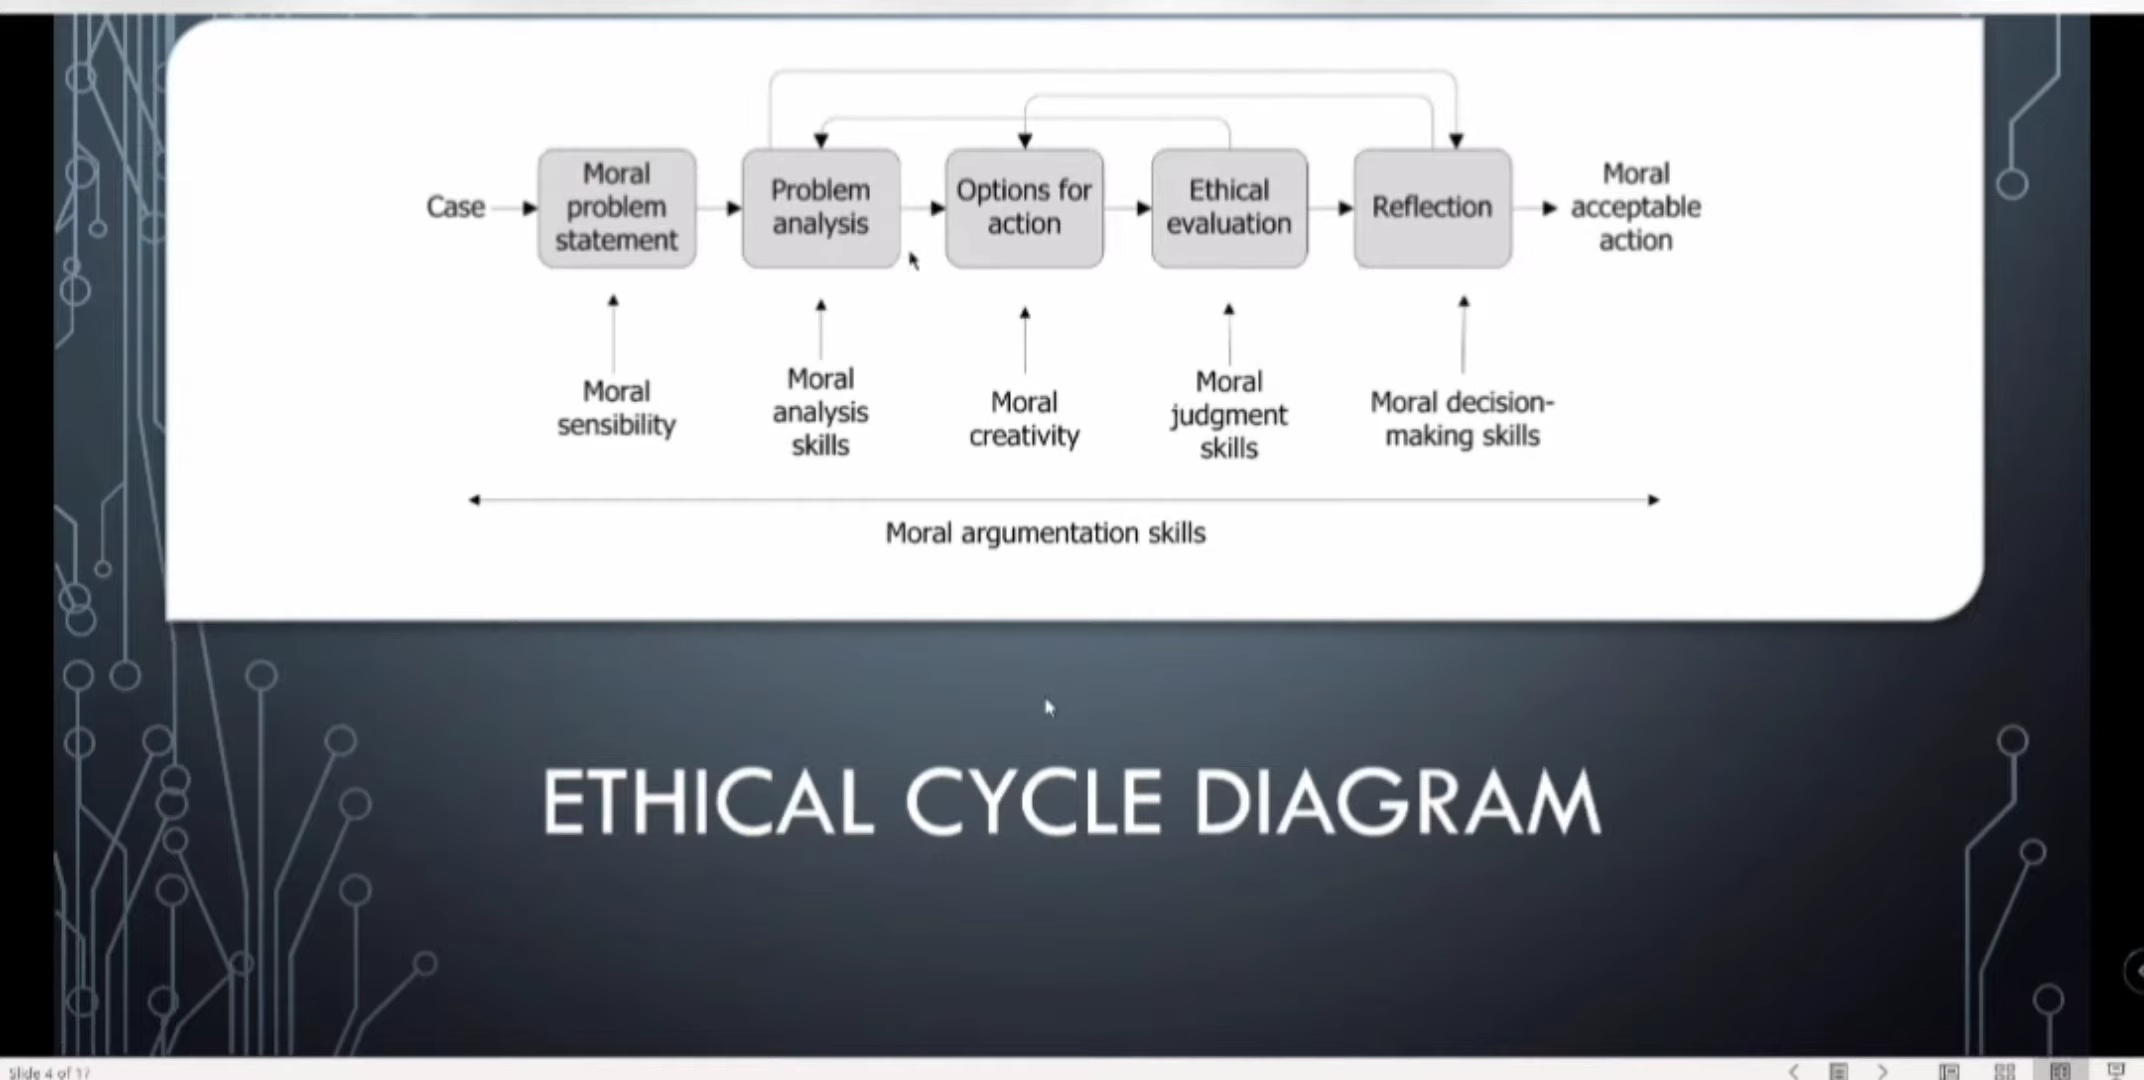 Case
Moral
problem
statement
Problem
analysis
Options for
action
Ethical
evaluation
Reflection
Moral
acceptable
action
Moral
sensibility
Moral
analysis
skills
Moral
creativity
Moral
judgment
skills
Moral decision-
making skills
Moral argumentation skills
ETHICAL CYCLE DIAGRAM
Slide 4 of 17